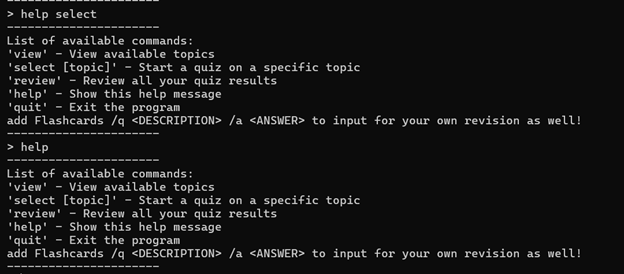 -----------------------
> help select
-----------------------
List of available commands:
'view' - View available topics
'select [topic]' - Start a quiz on a specific topic
'review' - Review all your quiz results
'help' - Show this help message
'quit' - Exit the program
add Flashcards /q <DESCRIPTION> /a <ANSWER> to input for your own revision as well!
-----------------------
> help
-----------------------
List of available commands:
'view' - View available topics
'select [topic]' - Start a quiz on a specific topic
'review' - Review all your quiz results
'help' - Show this help message
'quit' - Exit the program
add Flashcards /q <DESCRIPTION> /a <ANSWER> to input for your own revision as well!
-----------------------